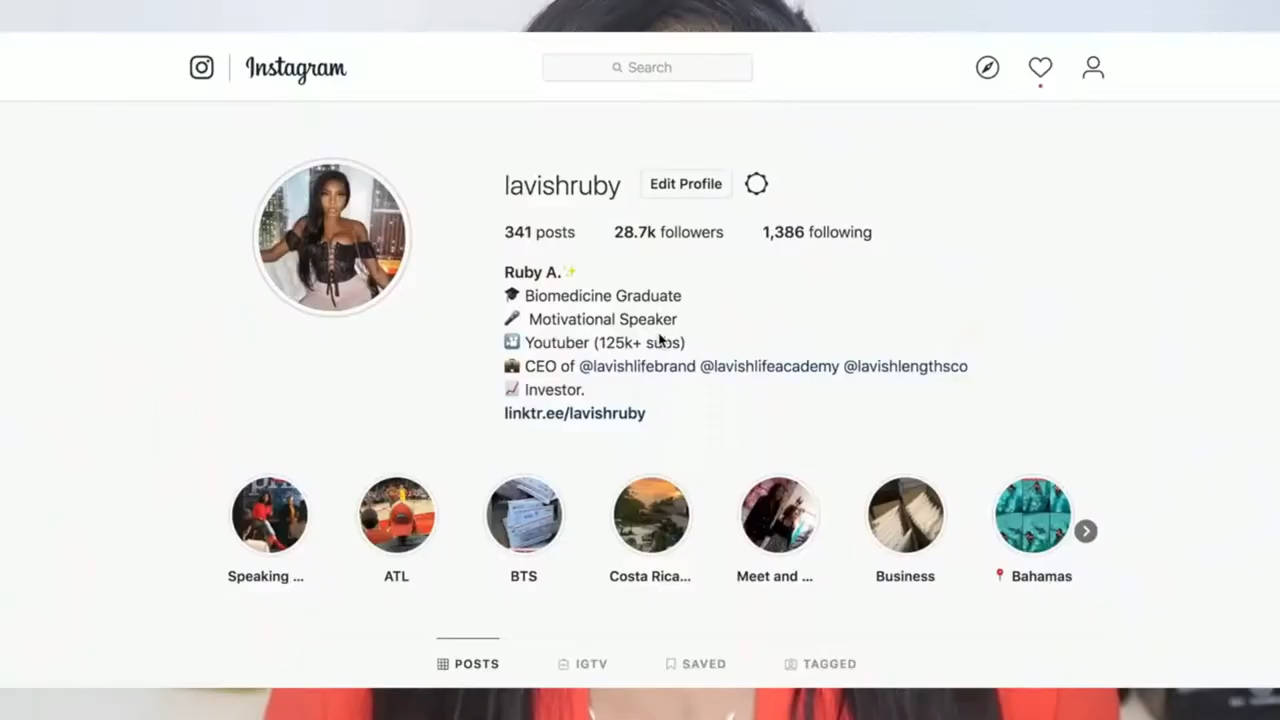 Instagram
Search
lavishruby Edit Profile
341 posts 28.7k followers 1,386 following
Ruby A.✨
🎓 Biomedicine Graduate
🎤 Motivational Speaker
🎦 Youtuber (125k+ subs)
💼 CEO of @lavishlifebrand @lavishlifeacademy @lavishlengthsco
📈 Investor.
linktr.ee/lavishruby
Speaking ... ATL BTS Costa Rica... Meet and ... Business 📍 Bahamas
POSTS IGTV SAVED TAGGED